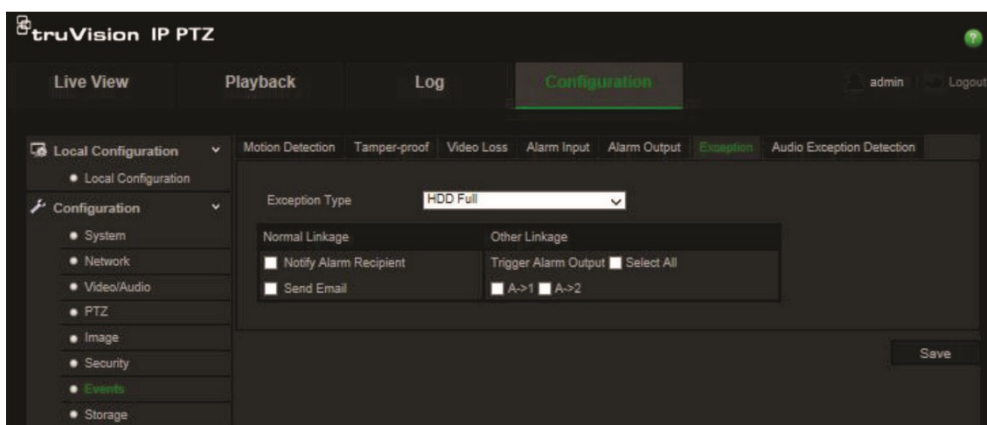 truVision IP PTZ
?
Live View Playback Log Configuration admin Logout
Local Configuration
Local Configuration
Configuration
System
Network
Video/Audio
PTZ
Image
Security
Events
Storage
Motion Detection Tamper-proof Video Loss Alarm Input Alarm Output Exception Audio Exception Detection
Exception Type HDD Full
Normal Linkage Other Linkage
Notify Alarm Recipient Trigger Alarm Output Select All
Send Email A->1 A->2
Save